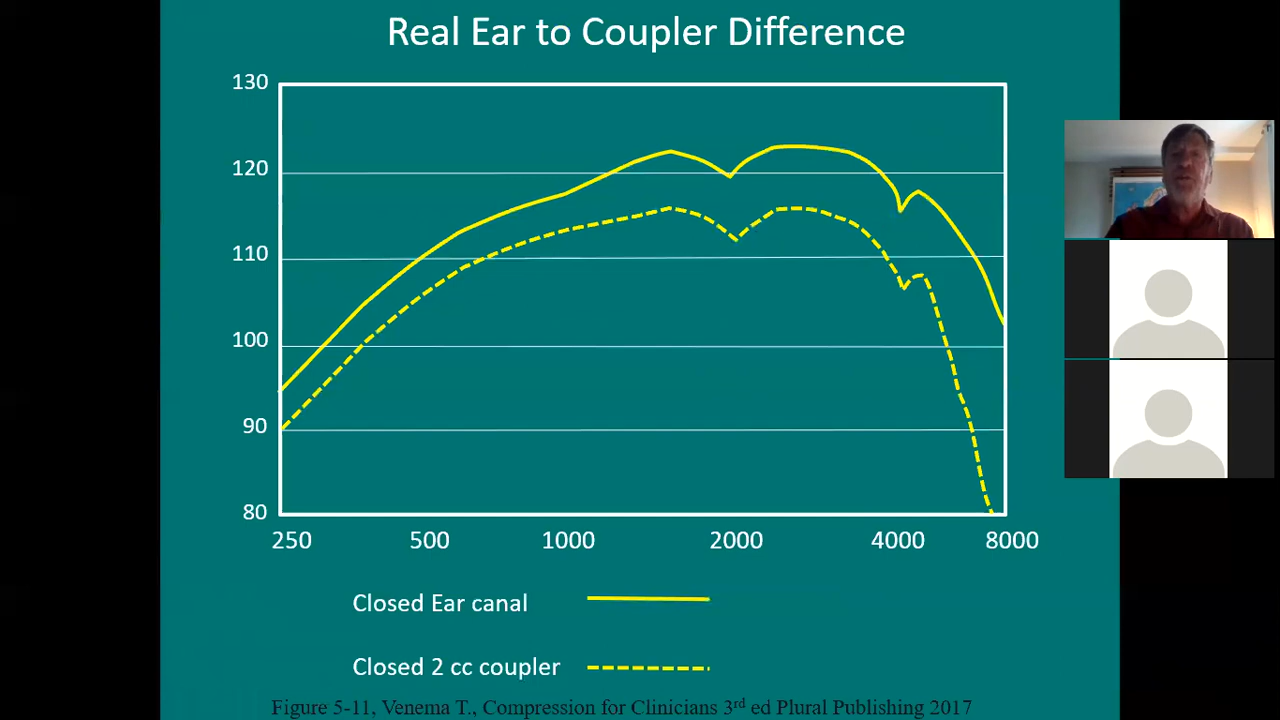 Real Ear to Coupler Difference
130
120
110
100
90
80
250 500 1000 2000 4000 8000
Closed Ear canal
Closed 2 cc coupler
Figure 5-11, Venema T., Compression for Clinicians 3rd ed Plural Publishing 2017